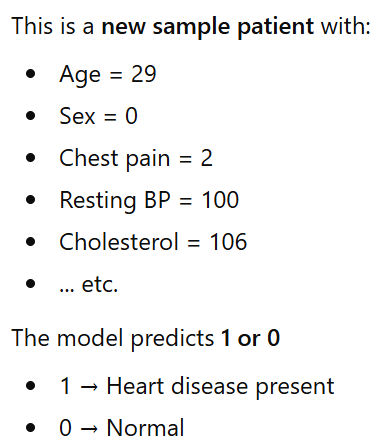 This is a new sample patient with:
• Age = 29
• Sex = 0
• Chest pain = 2
• Resting BP = 100
• Cholesterol = 106
• ... etc.
The model predicts 1 or 0
• 1 → Heart disease present
• 0 → Normal